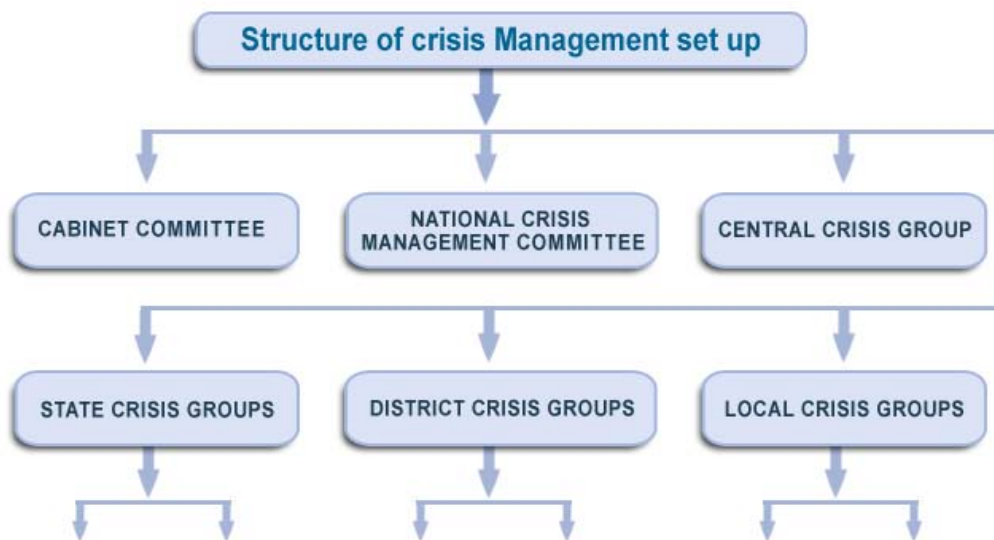 Structure of crisis Management set up
CABINET COMMITTEE
NATIONAL CRISIS
MANAGEMENT COMMITTEE
CENTRAL CRISIS GROUP
STATE CRISIS GROUPS
DISTRICT CRISIS GROUPS
LOCAL CRISIS GROUPS